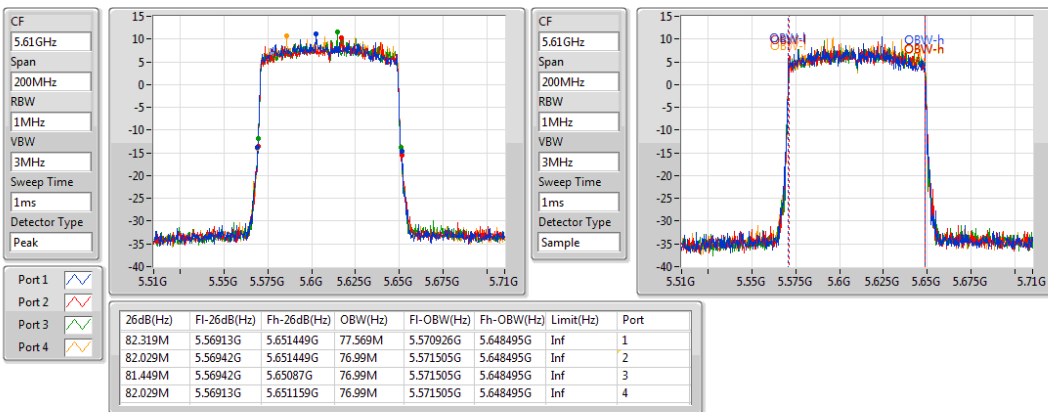 CF
5.61GHz
Span
200MHz
RBW
1MHz
VBW
3MHz
Sweep Time
1ms
Detector Type
Peak
15
10
5
0
-5
-10
-15
-20
-25
-30
-35
-40
5.51G 5.575G 5.6G 5.625G 5.65G 5.675G 5.71G
CF
5.61GHz
Span
200MHz
RBW
1MHz
VBW
3MHz
Sweep Time
1ms
Detector Type
Sample
15
10
5
0
-5
-10
-15
-20
-25
-30
-35
-40
OBW-l
OBW-h
OBW-h
5.51G 5.575G 5.6G 5.625G 5.65G 5.675G 5.71G
Port 1
Port 2
Port 3
Port 4
26dB(Hz) Fl-26dB(Hz) Fh-26dB(Hz) OBW(Hz) Fl-OBW(Hz) Fh-OBW(Hz) Limit(Hz) Port
82.319M 5.56913G 5.651449G 77.569M 5.570926G 5.648495G Inf 1
82.029M 5.56942G 5.651449G 76.99M 5.571505G 5.648495G Inf 2
81.449M 5.56942G 5.65087G 76.99M 5.571505G 5.648495G Inf 3
82.029M 5.56913G 5.651159G 76.99M 5.571505G 5.648495G Inf 4